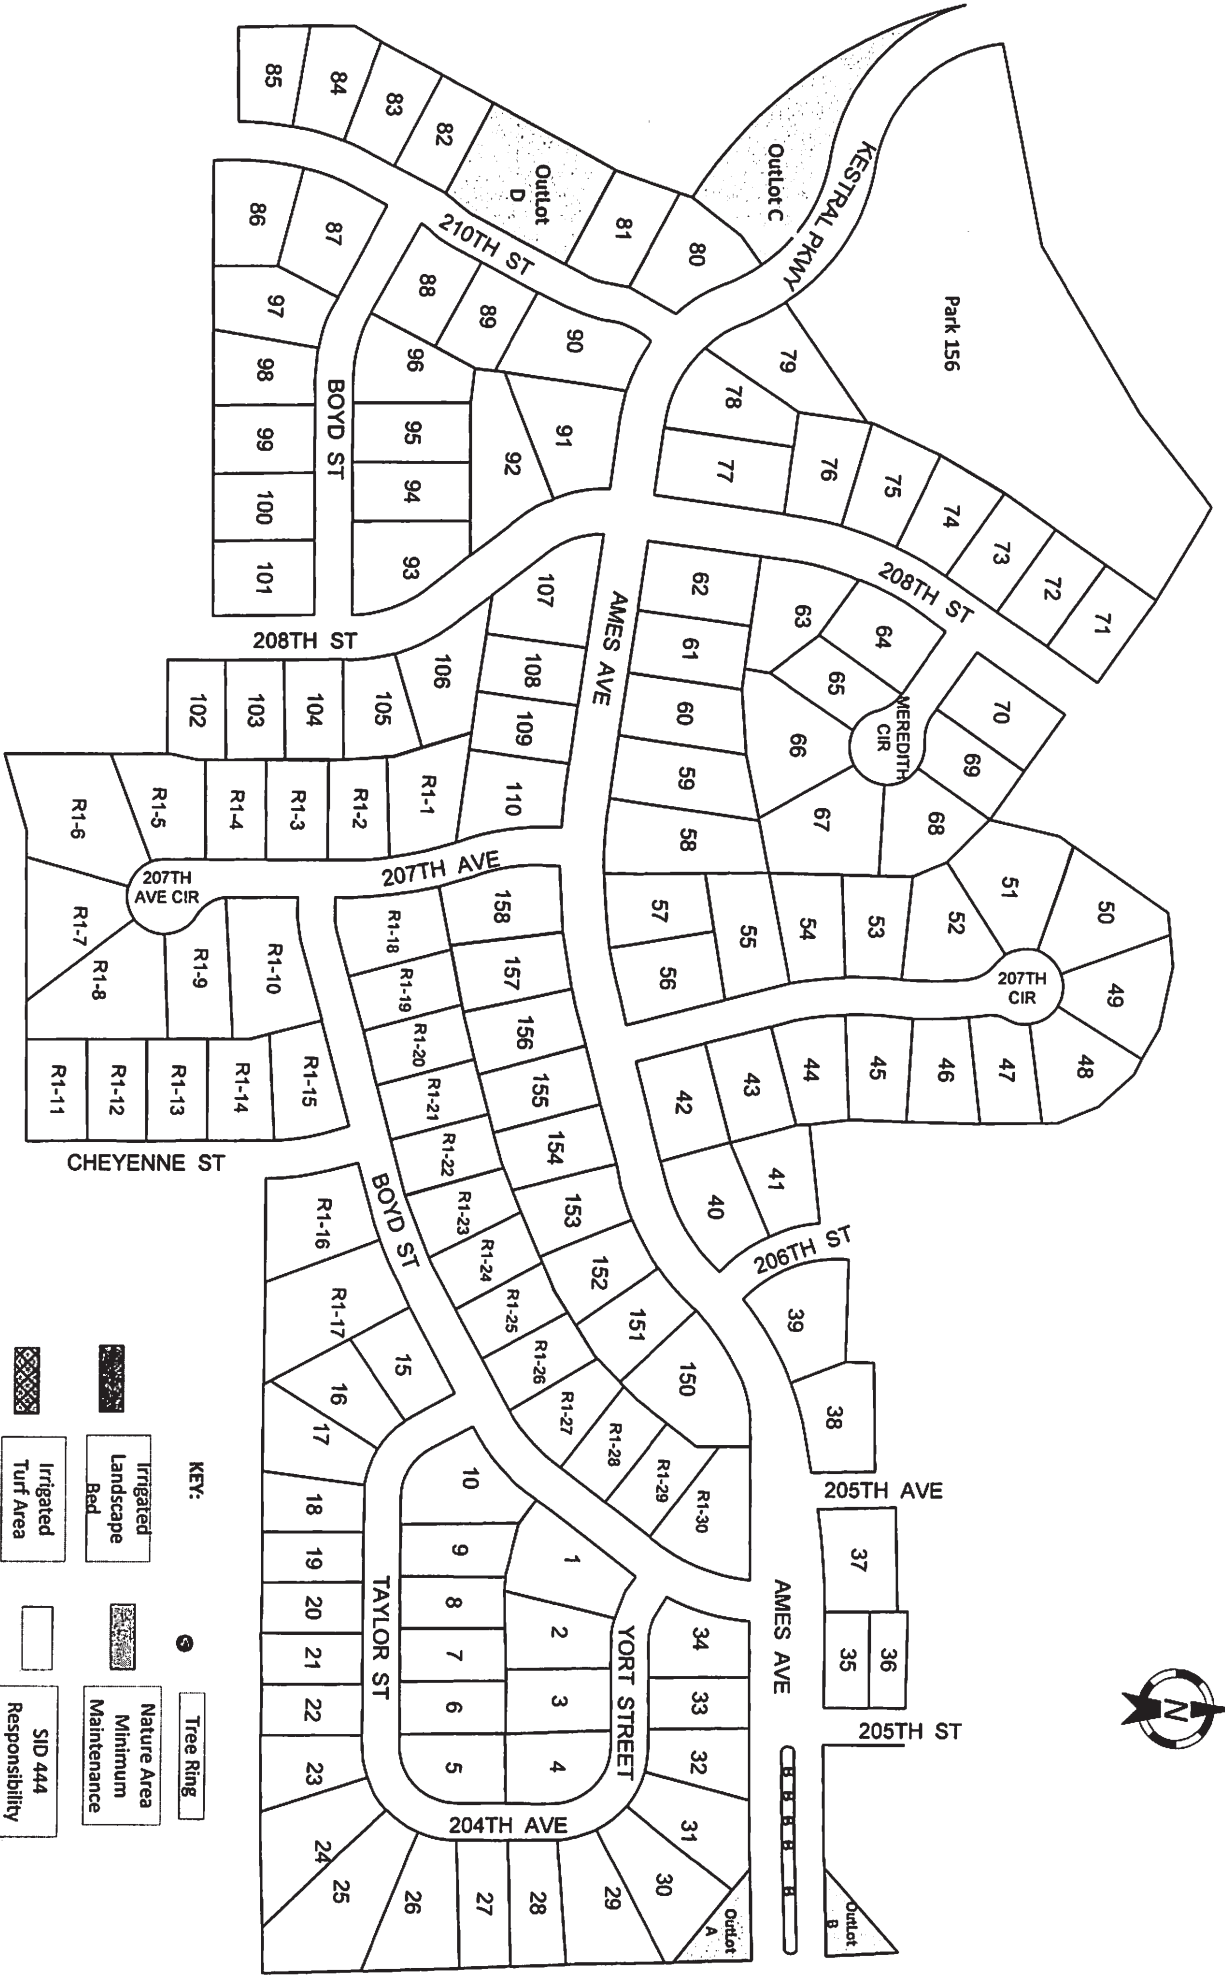 KESTRAL PKWY
OutLot C
Park 156
85
84
83
82
OutLot
D
81
80
79
78
77
76
75
74
73
72
71
210TH ST
86
87
88
89
90
91
92
97
98
99
100
101
96
95
94
93
BOYD ST
208TH ST
208TH ST
62
61
60
59
58
63
64
65
66
67
68
69
70
MEREDITH
CIR
AMES AVE
107
108
109
110
106
105
104
103
102
R1-1
R1-2
R1-3
R1-4
R1-5
R1-6
R1-7
R1-8
R1-9
R1-10
207TH AVE
207TH
AVE CIR
R1-11
R1-12
R1-13
R1-14
R1-15
CHEYENNE ST
57
56
55
54
53
52
51
50
49
48
47
46
45
44
43
42
41
40
207TH
CIR
158
157
156
155
154
153
152
151
150
R1-18
R1-19
R1-20
R1-21
R1-22
R1-23
R1-24
R1-25
R1-26
R1-27
R1-28
R1-29
R1-30
BOYD ST
R1-16
R1-17
206TH ST
39
38
205TH AVE
37
35
36
205TH ST
AMES AVE
15
16
17
18
19
20
21
22
23
24
25
26
27
28
29
30
31
32
33
34
10
9
8
7
6
5
1
2
3
4
TAYLOR ST
YORT STREET
204TH AVE
OutLot
A
OutLot
B
B
B
B
B
B
N
KEY:
S
Tree Ring
Irrigated
Landscape
Bed
Nature Area
Minimum
Maintenance
Irrigated
Turf Area
SID 444
Responsibility